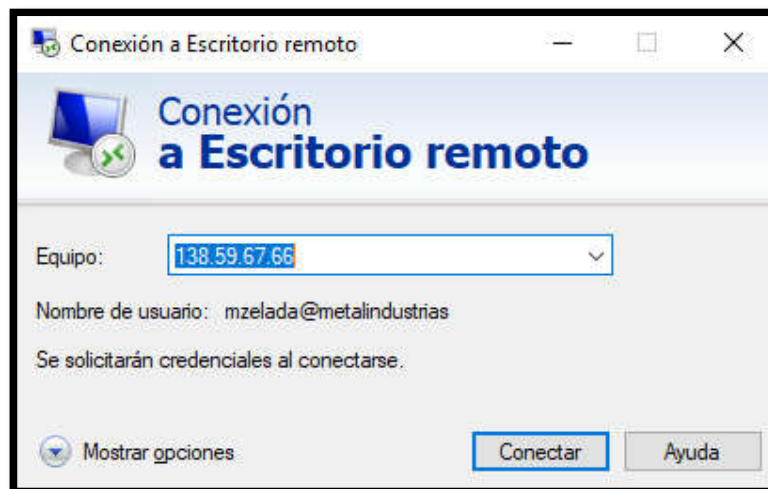 Conexión a Escritorio remoto
Conexión
a Escritorio remoto
Equipo: 138.59.67.66
Nombre de usuario: mzelada@metalindustrias
Se solicitarán credenciales al conectarse.
Mostrar opciones Conectar Ayuda